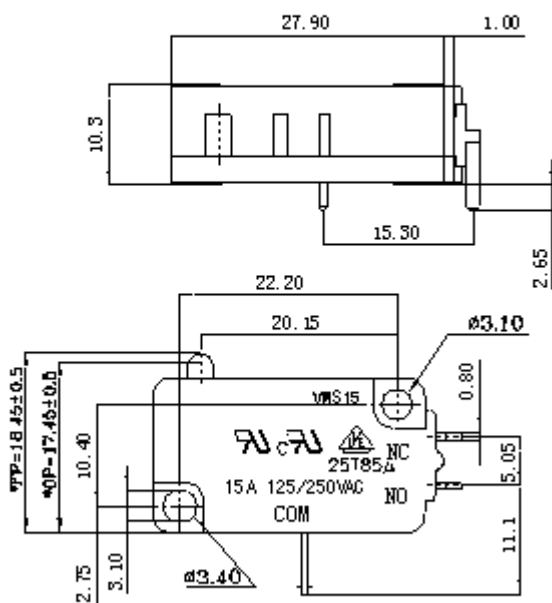 27.90
1.00
10.3
15.30
2.65
22.20
20.15
ø3.10
0.80
*TP=18.45±0.5
*OP=17.45±0.5
VMS15
10.40
NC
25T85
5.05
15A 125/250VAC
NO
COM
11.1
3.10
2.75
ø3.40